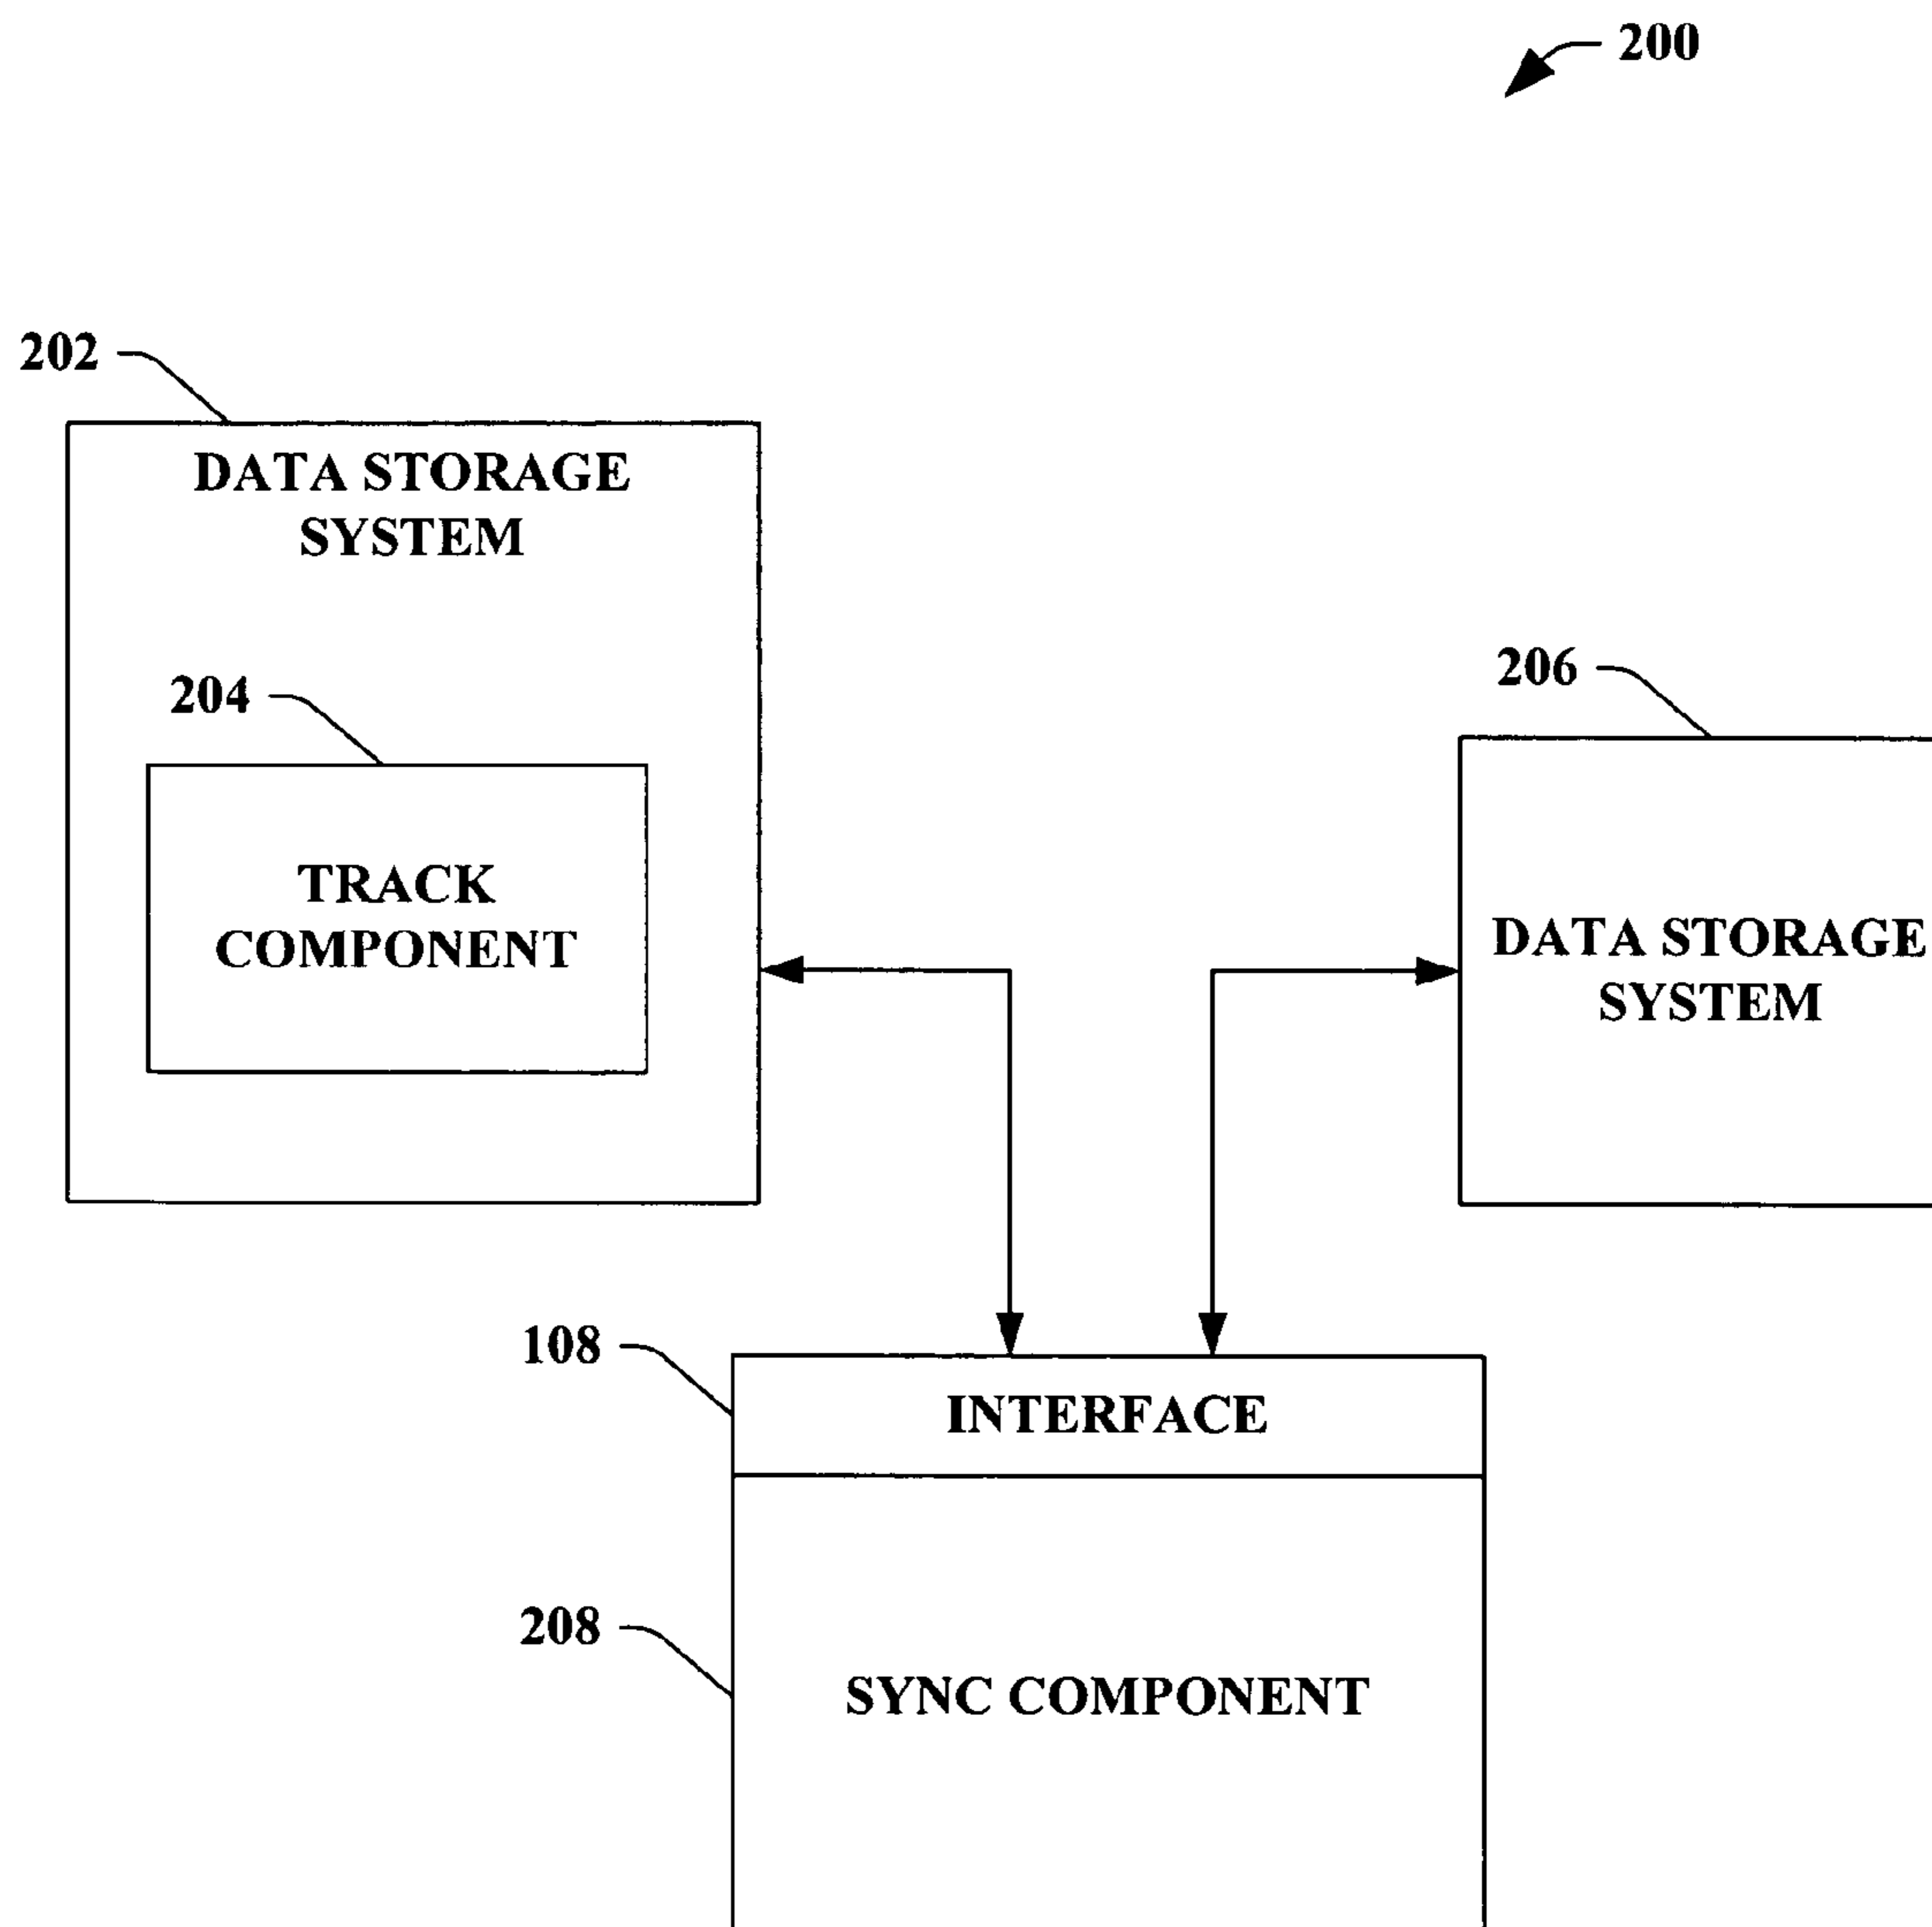 200
202
DATA STORAGE
SYSTEM
204
TRACK
COMPONENT
206
DATA STORAGE
SYSTEM
108
INTERFACE
208
SYNC COMPONENT